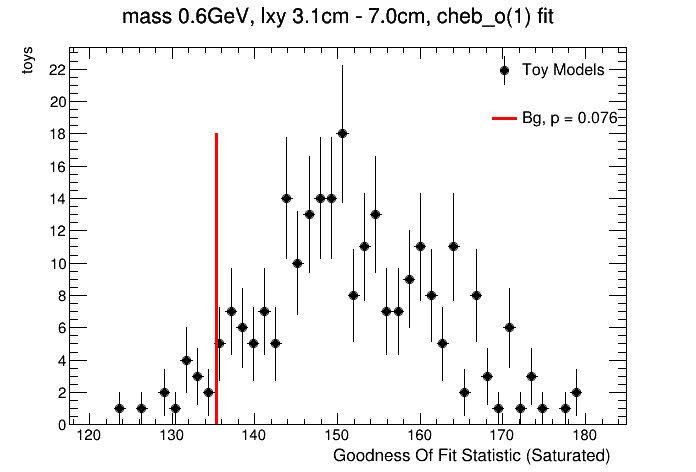 mass 0.6GeV, lxy 3.1cm - 7.0cm, cheb_o(1) fit
toys
Toy Models
Bg, p = 0.076
22
20
18
16
14
12
10
8
6
4
2
0
120 130 140 150 160 170 180
Goodness Of Fit Statistic (Saturated)